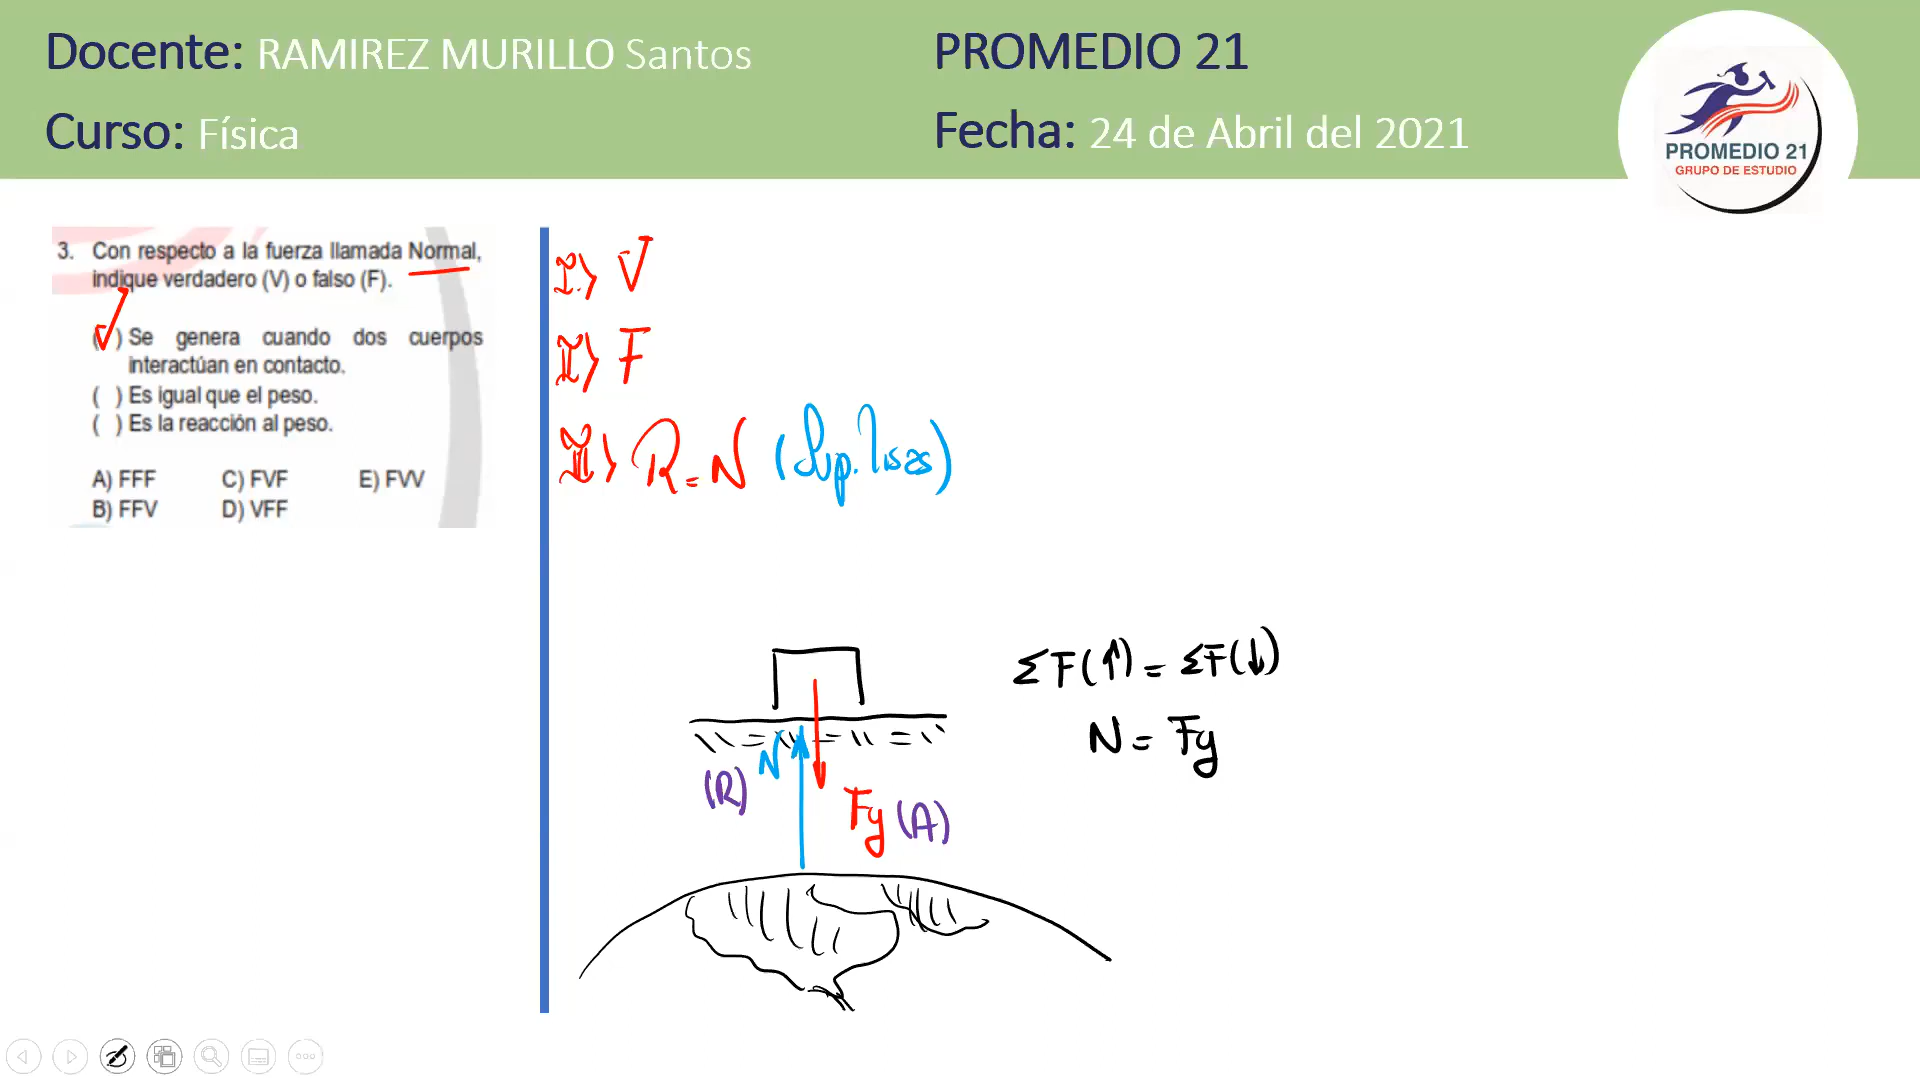 Docente: RAMIREZ MURILLO Santos
PROMEDIO 21
Curso: Física
Fecha: 24 de Abril del 2021
PROMEDIO 21
GRUPO DE ESTUDIO
3. Con respecto a la fuerza llamada Normal,
indique verdadero (V) o falso (F).
( ) Se genera cuando dos cuerpos
interactúan en contacto.
( ) Es igual que el peso.
( ) Es la reacción al peso.
A) FFF C) FVF E) FVV
B) FFV D) VFF
I> V
II> F
III> R = N (Sup. lisas)
ΣF(↑) = ΣF(↓)
N = Fy
N
(R)
Fy (A)